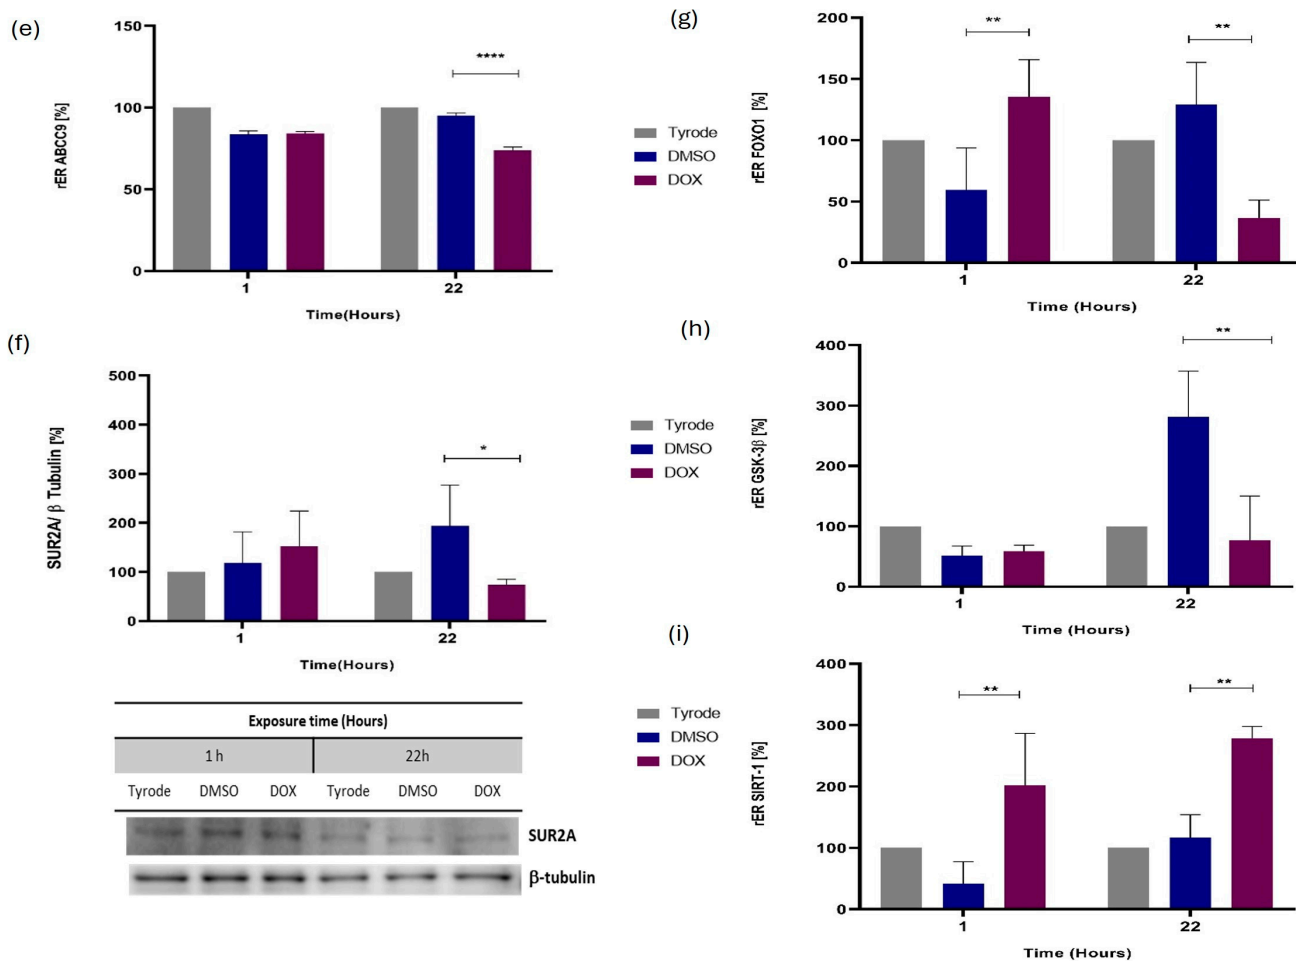 (e)
150
100
50
0
rER ABCC9 [%]
****
1
22
Time(Hours)
Tyrode
DMSO
DOX
(g)
200
150
100
50
0
rER FOXO1 [%]
**
**
1
22
Time (Hours)
(f)
500
400
300
200
100
0
SUR2A/ β Tubulin [%]
*
1
22
Time(Hours)
Tyrode
DMSO
DOX
(h)
400
300
200
100
0
rER GSK-3β [%]
**
1
22
Time (Hours)
Exposure time (Hours)
1 h 22h
Tyrode DMSO DOX Tyrode DMSO DOX
SUR2A
β-tubulin
(i)
Tyrode
DMSO
DOX
400
300
200
100
0
rER SIRT-1 [%]
**
**
1
22
Time (Hours)